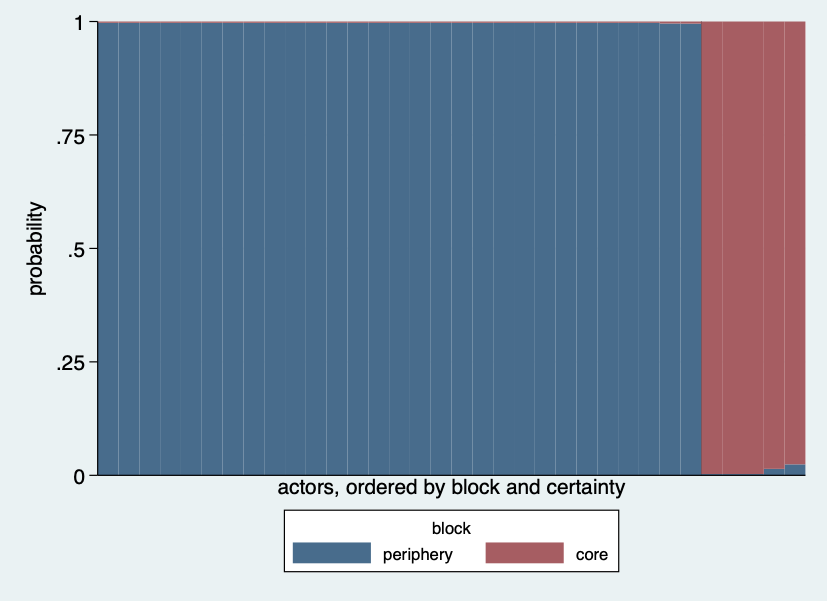 1
.75
.5
.25
0
probability
actors, ordered by block and certainty
block
periphery core